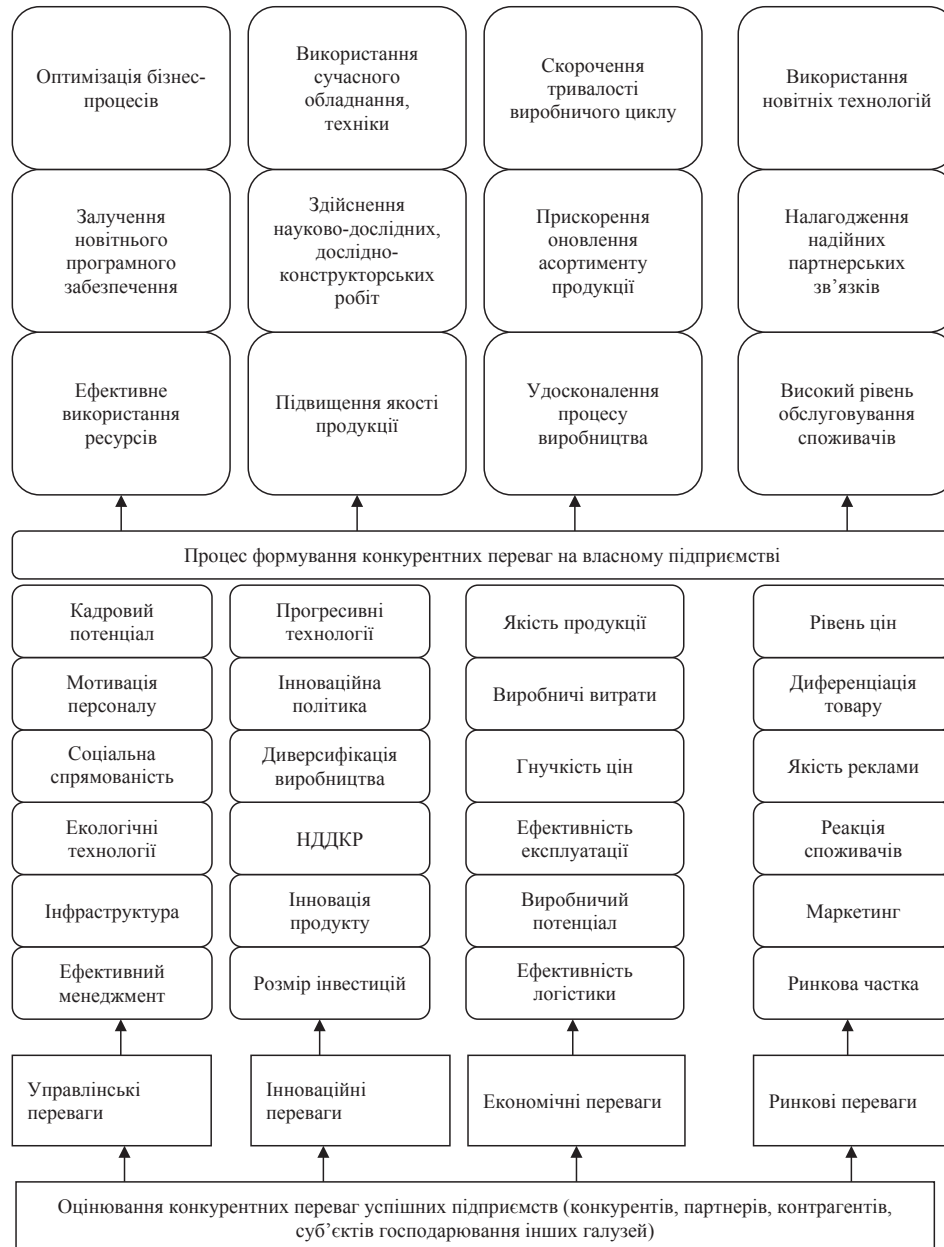 Оптимізація бізнес-
процесів
Використання
сучасного
обладнання,
техніки
Скорочення
тривалості
виробничого циклу
Використання
новітніх технологій
Залучення
новітнього
програмного
забезпечення
Здійснення
науково-дослідних,
дослідно-
конструкторських
робіт
Прискорення
оновлення
асортименту
продукції
Налагодження
надійних
партнерських
зв’язків
Ефективне
використання
ресурсів
Підвищення якості
продукції
Удосконалення
процесу
виробництва
Високий рівень
обслуговування
споживачів
Процес формування конкурентних переваг на власному підприємстві
Кадровий
потенціал
Прогресивні
технології
Якість продукції
Рівень цін
Мотивація
персоналу
Інноваційна
політика
Виробничі витрати
Диференціація
товару
Соціальна
спрямованість
Диверсифікація
виробництва
Гнучкість цін
Якість реклами
Екологічні
технології
НДДКР
Ефективність
експлуатації
Реакція
споживачів
Інфраструктура
Інновація
продукту
Виробничий
потенціал
Маркетинг
Ефективний
менеджмент
Розмір інвестицій
Ефективність
логістики
Ринкова частка
Управлінські
переваги
Інноваційні
переваги
Економічні переваги
Ринкові переваги
Оцінювання конкурентних переваг успішних підприємств (конкурентів, партнерів, контрагентів,
суб’єктів господарювання інших галузей)